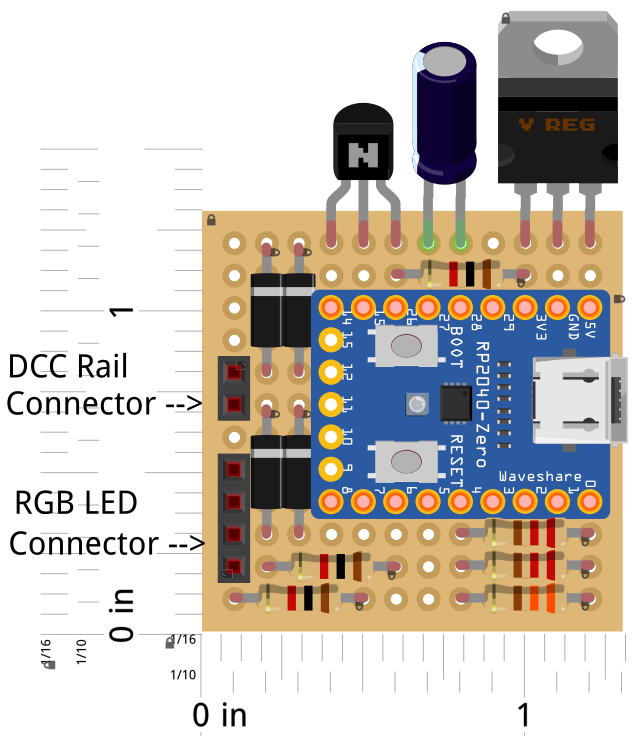 N
V REG
14
15
26
27
28
29
3V3
GND
5V
15
12
11
10
9
BOOT
RP2040-Zero
RESET
Waveshare
8
7
6
5
4
3
2
1
0
1
DCC Rail
Connector -->
RGB LED
Connector -->
0 in
1/16
1/10
1/16
1/10
0 in
1